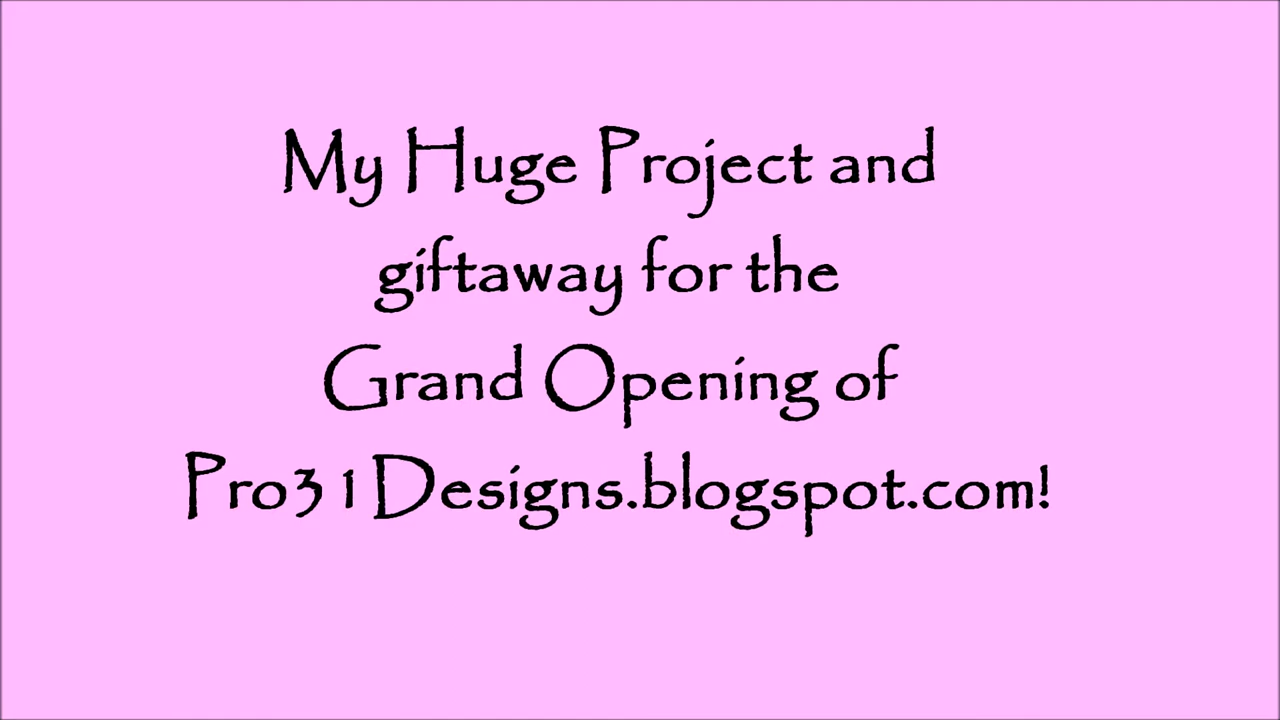 My Huge Project and
giftaway for the
Grand Opening of
Pro31Designs.blogspot.com!